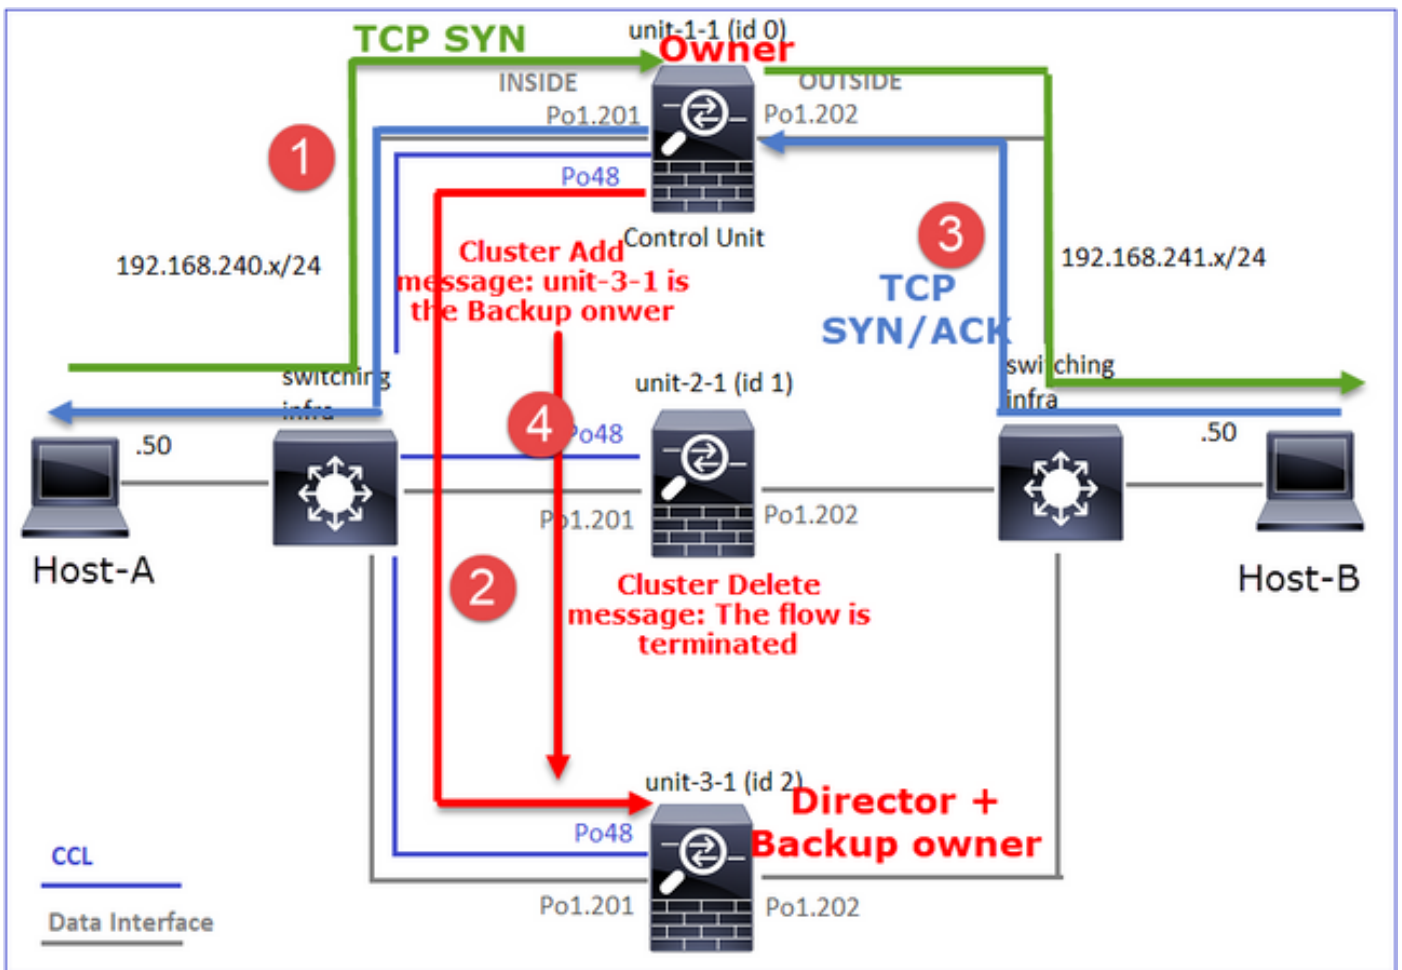 unit-1-1 (id 0)
TCP SYN
Owner
INSIDE
OUTSIDE
Po1.201
Po1.202
1
Po48
3
Control Unit
Cluster Add
message: unit-3-1 is
the Backup onwer
192.168.240.x/24
192.168.241.x/24
TCP
SYN/ACK
switching
infra
switching
infra
unit-2-1 (id 1)
4
Po48
.50
.50
Po1.201
Po1.202
Host-A
Host-B
2
Cluster Delete
message: The flow is
terminated
unit-3-1 (id 2)
Director +
Backup owner
Po48
CCL
Po1.201
Po1.202
Data Interface